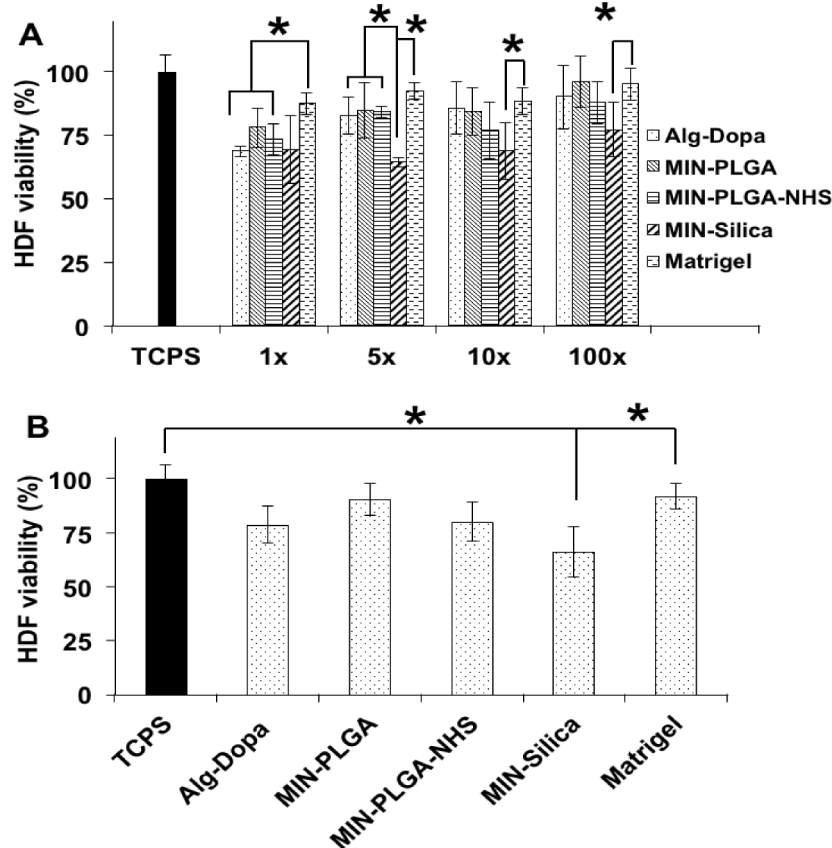 A
*
*
*
*
*
HDF viability (%)
100
75
50
25
0
TCPS
1x
5x
10x
100x
Alg-Dopa
MIN-PLGA
MIN-PLGA-NHS
MIN-Silica
Matrigel
B
*
*
HDF viability (%)
100
75
50
25
0
TCPS
Alg-Dopa
MIN-PLGA
MIN-PLGA-NHS
MIN-Silica
Matrigel